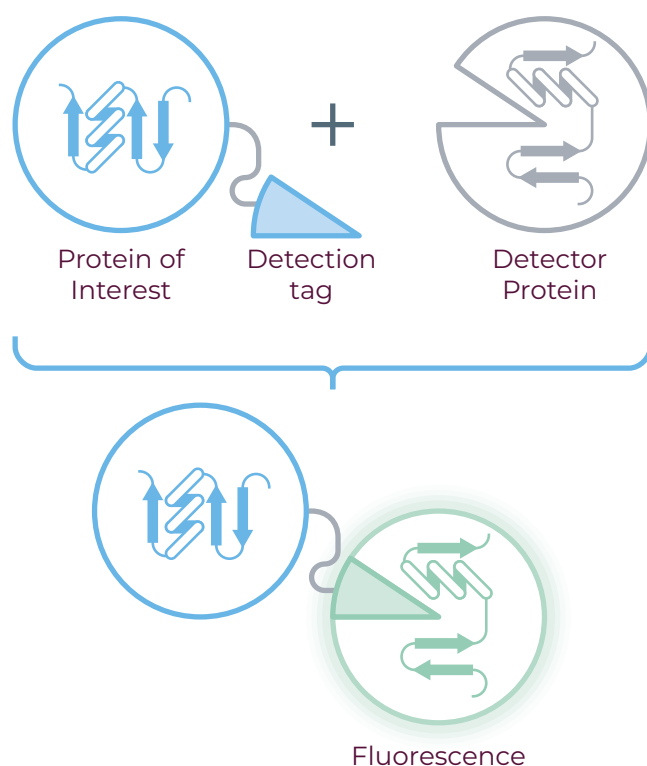 +
Protein of
Interest
Detection
tag
Detector
Protein
Fluorescence